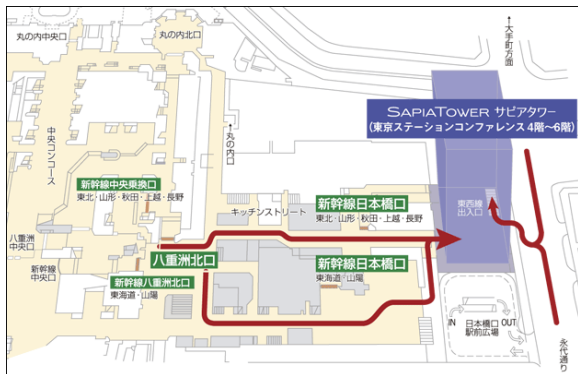 丸の内中央口
丸の内北口
大手町方面
SAPIATOWER サピアタワー
(東京ステーションコンファレンス 4階~6階)
中央コンコース
丸の内口
新幹線中央乗換口
東北・山形・秋田・上越・長野
キッチンストリート
新幹線日本橋口
東北・山形・秋田・上越・長野
東西線
出入口
八重洲
中央口
八重洲北口
新幹線
中央口
新幹線八重洲北口
東海道・山陽
新幹線日本橋口
東海道・山陽
IN
OUT
日本橋口
駅前広場
永代通り